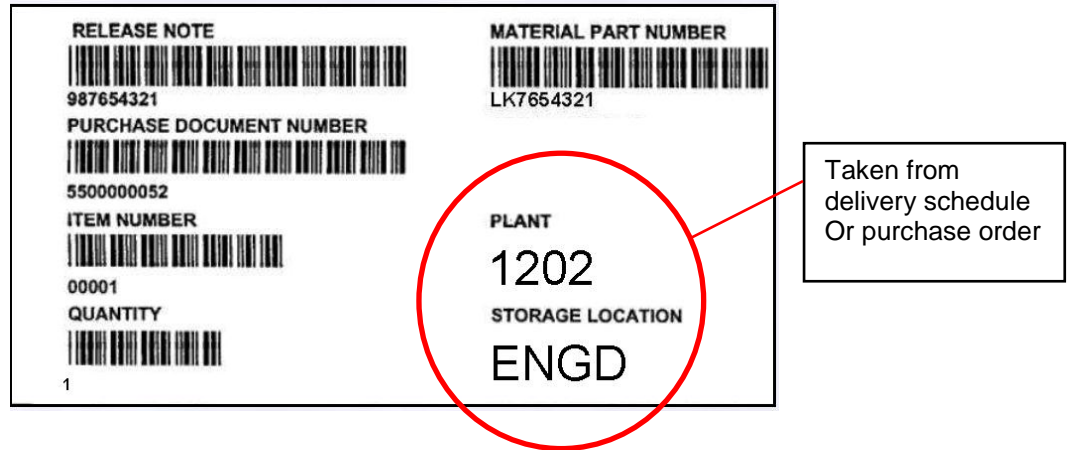 RELEASE NOTE
987654321
PURCHASE DOCUMENT NUMBER
5500000052
ITEM NUMBER
00001
QUANTITY
1
MATERIAL PART NUMBER
LK7654321
PLANT
1202
STORAGE LOCATION
ENGD
Taken from
delivery schedule
Or purchase order